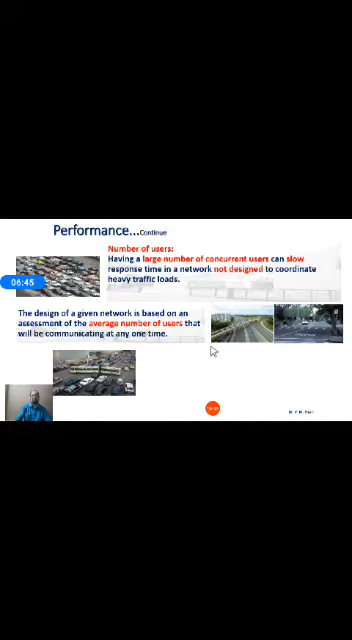 Performance...Continue
Number of users:
Having a large number of concurrent users can slow
response time in a network not designed to coordinate
heavy traffic loads.
06:45
The design of a given network is based on an
assessment of the average number of users that
will be communicating at any one time.